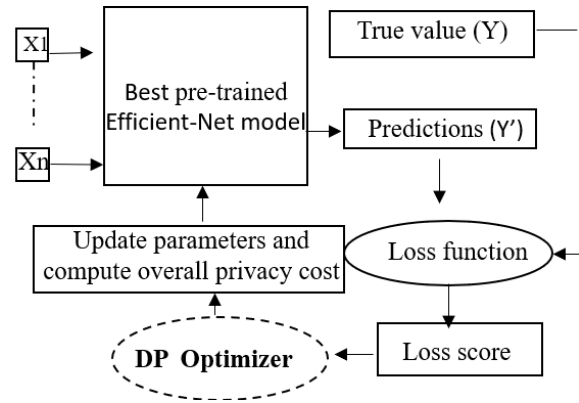 X1
Xn
Best pre-trained
Efficient-Net model
True value (Y)
Predictions (Y’)
Update parameters and
compute overall privacy cost
Loss function
DP Optimizer
Loss score